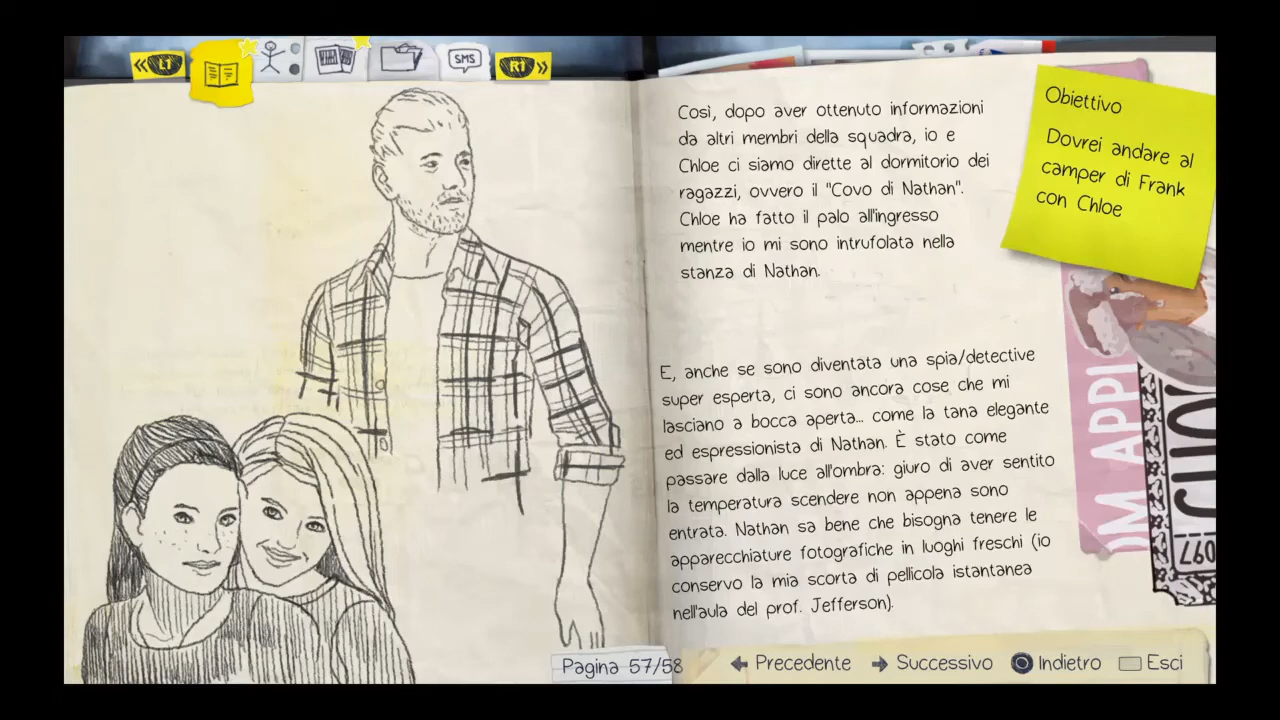 LT
SMS
R1
Così, dopo aver ottenuto informazioni
da altri membri della squadra, io e
Chloe ci siamo dirette al dormitorio dei
ragazzi, ovvero il "Covo di Nathan".
Chloe ha fatto il palo all'ingresso
mentre io mi sono intrufolata nella
stanza di Nathan.
E, anche se sono diventata una spia/detective
super esperta, ci sono ancora cose che mi
lasciano a bocca aperta... come la tana elegante
ed espressionista di Nathan. È stato come
passare dalla luce all'ombra: giuro di aver sentito
la temperatura scendere non appena sono
entrata. Nathan sa bene che bisogna tenere le
apparecchiature fotografiche in luoghi freschi (io
conservo la mia scorta di pellicola istantanea
nell'aula del prof. Jefferson).
Obiettivo
Dovrei andare al
camper di Frank
con Chloe
Pagina 57/58
Precedente
Successivo
Indietro
Esci